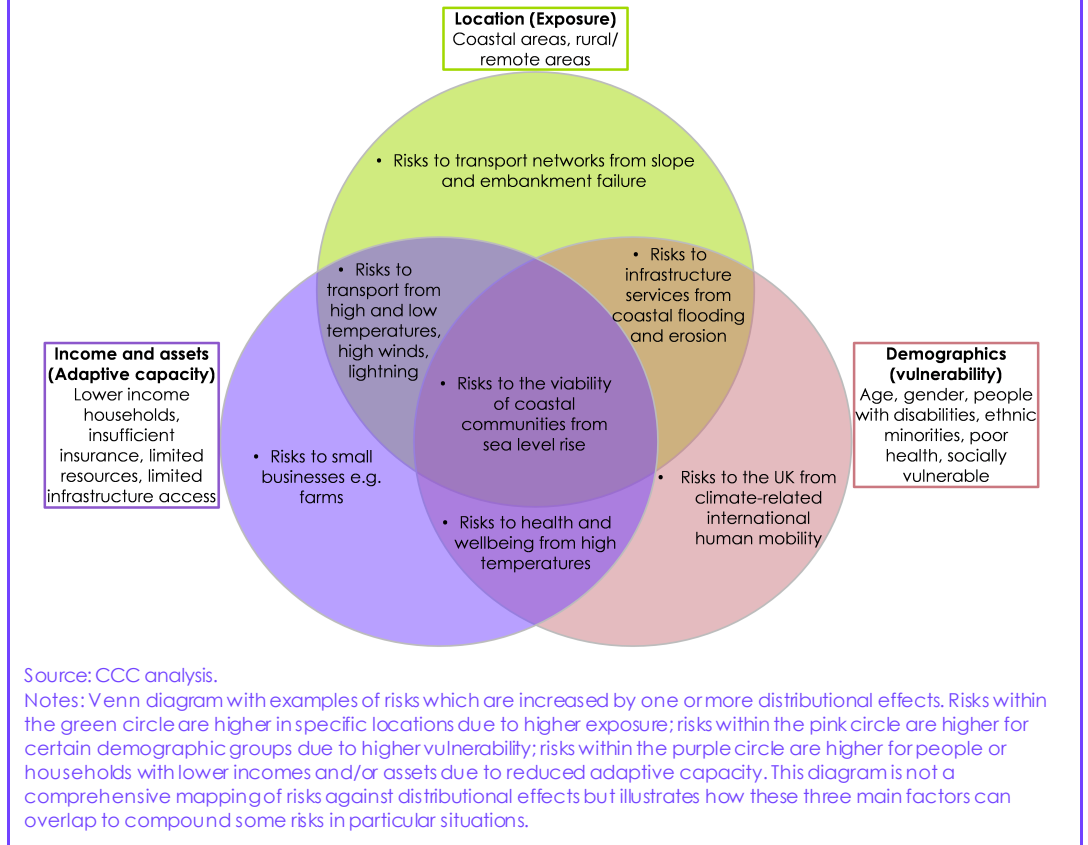 Location (Exposure)
Coastal areas, rural/
remote areas
• Risks to transport networks from slope
and embankment failure
• Risks to
transport from
high and low
temperatures,
high winds,
lightning
• Risks to
infrastructure
services from
coastal flooding
and erosion
Income and assets
(Adaptive capacity)
Lower income
households,
insufficient
insurance, limited
resources, limited
infrastructure access
• Risks to the viability
of coastal
communities from
sea level rise
Demographics
(vulnerability)
Age, gender, people
with disabilities, ethnic
minorities, poor
health, socially
vulnerable
• Risks to small
businesses e.g.
farms
• Risks to the UK from
climate-related
international
human mobility
• Risks to health and
wellbeing from high
temperatures
Source: CCC analysis.
Notes: Venn diagram with examples of risks which are increased by one or more distributional effects. Risks within
the green circle are higher in specific locations due to higher exposure; risks within the pink circle are higher for
certain demographic groups due to higher vulnerability; risks within the purple circle are higher for people or
households with lower incomes and/or assets due to reduced adaptive capacity. This diagram is not a
comprehensive mapping of risks against distributional effects but illustrates how these three main factors can
overlap to compound some risks in particular situations.